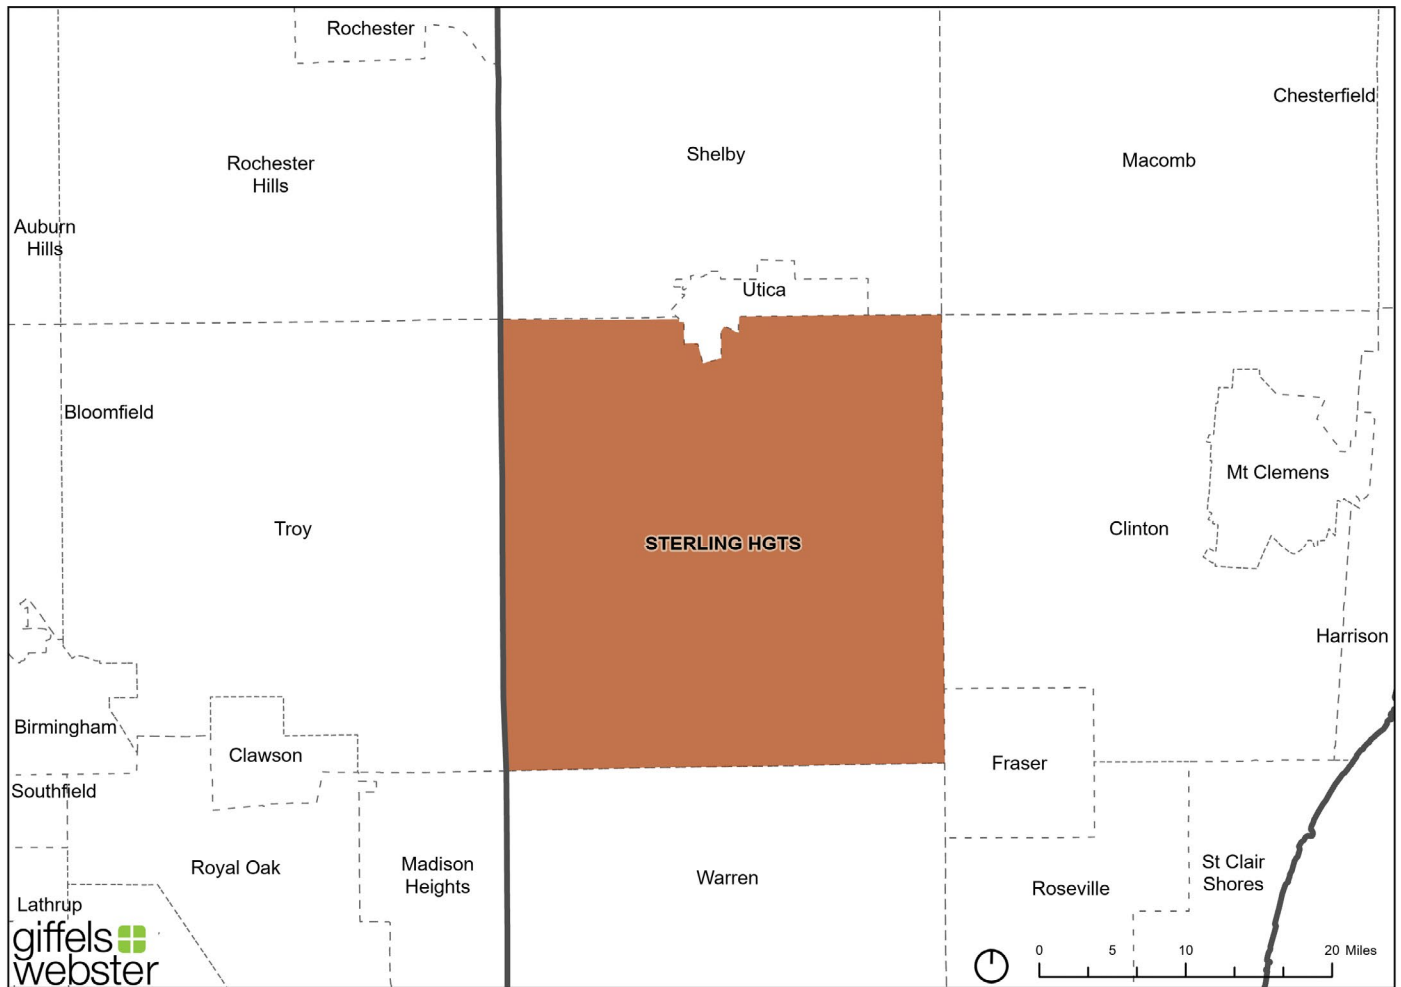 Rochester
Chesterfield
Shelby
Macomb
Rochester
Hills
Auburn
Hills
Utica
Bloomfield
Mt Clemens
Troy
Clinton
STERLING HGTS
Harrison
Birmingham
Clawson
Fraser
Southfield
Royal Oak
Madison
Heights
Warren
St Clair
Shores
Roseville
Lathrup
giffels
webster
0 5 10 20 Miles